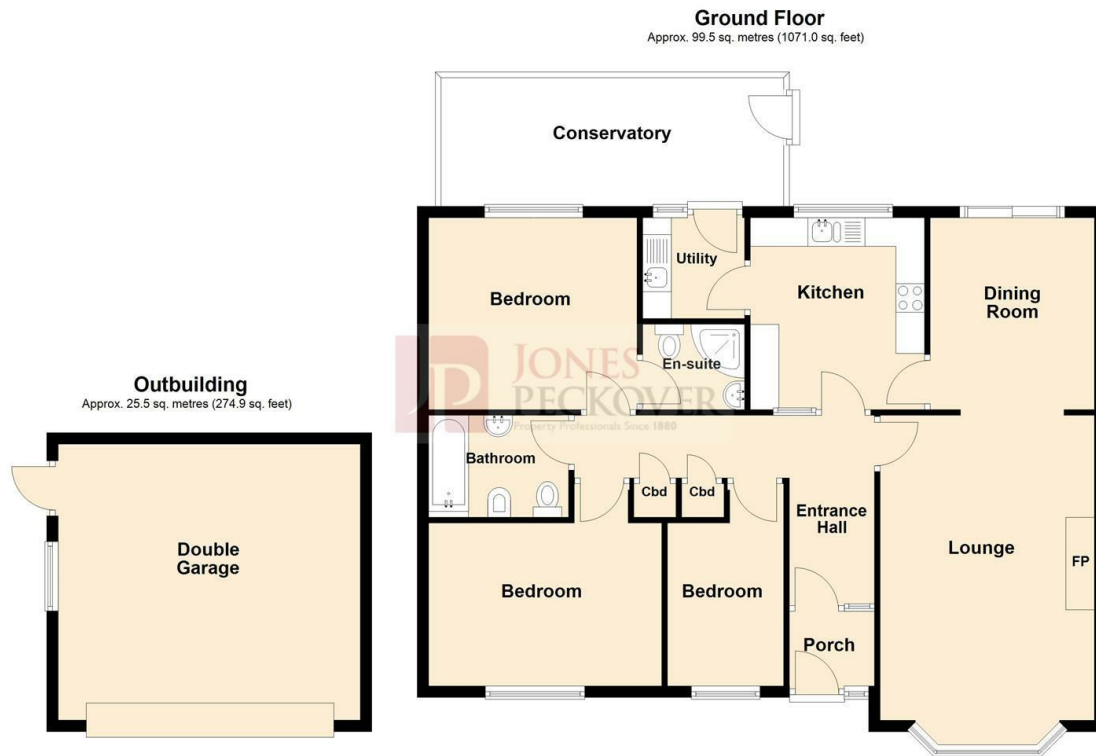 Ground Floor
Approx. 99.5 sq. metres (1071.0 sq. feet)
Conservatory
Utility
Bedroom
Kitchen
Dining
Room
En-suite
JONES
PECKOVER
Property Professionals Since 1880
Outbuilding
Approx. 25.5 sq. metres (274.9 sq. feet)
Bathroom
Cbd
Cbd
Entrance
Hall
Double
Garage
Lounge
FP
Bedroom
Bedroom
Porch